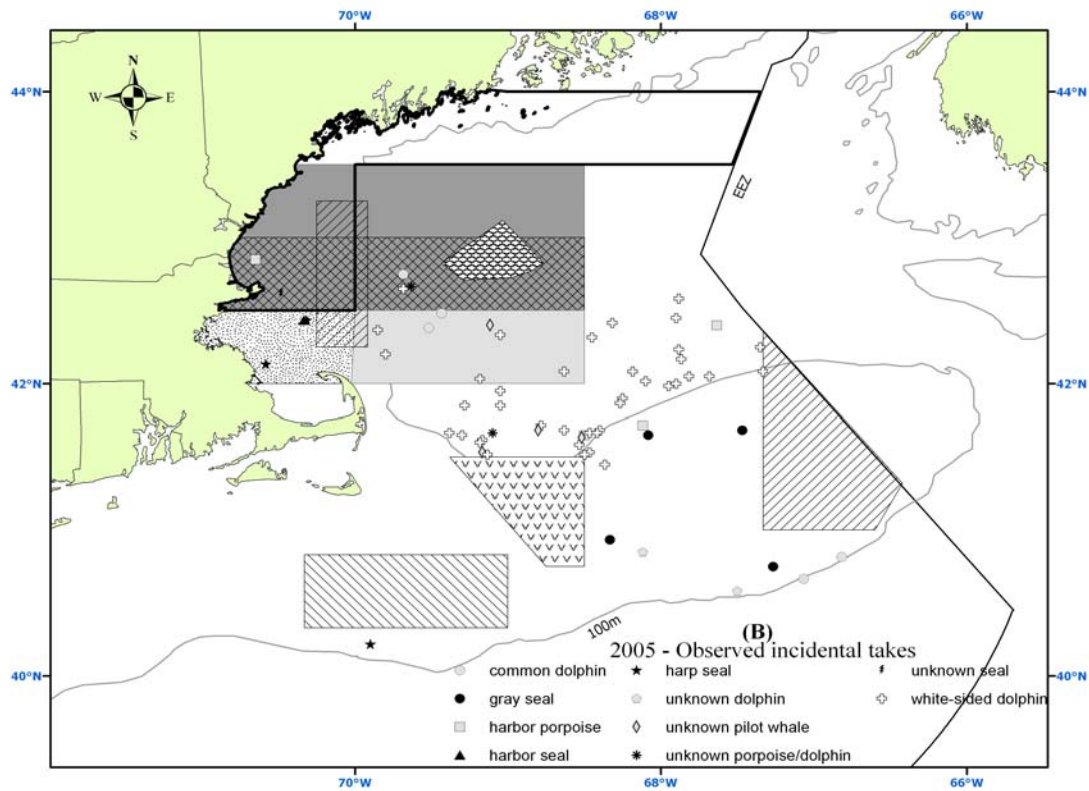 70°W 68°W 66°W
N
W E
S
44°N 44°N
EEZ
42°N 42°N
100m
(B)
2005 - Observed incidental takes
40°N 40°N
common dolphin harp seal unknown seal
gray seal unknown dolphin white-sided dolphin
harbor porpoise unknown pilot whale
harbor seal unknown porpoise/dolphin
70°W 68°W 66°W